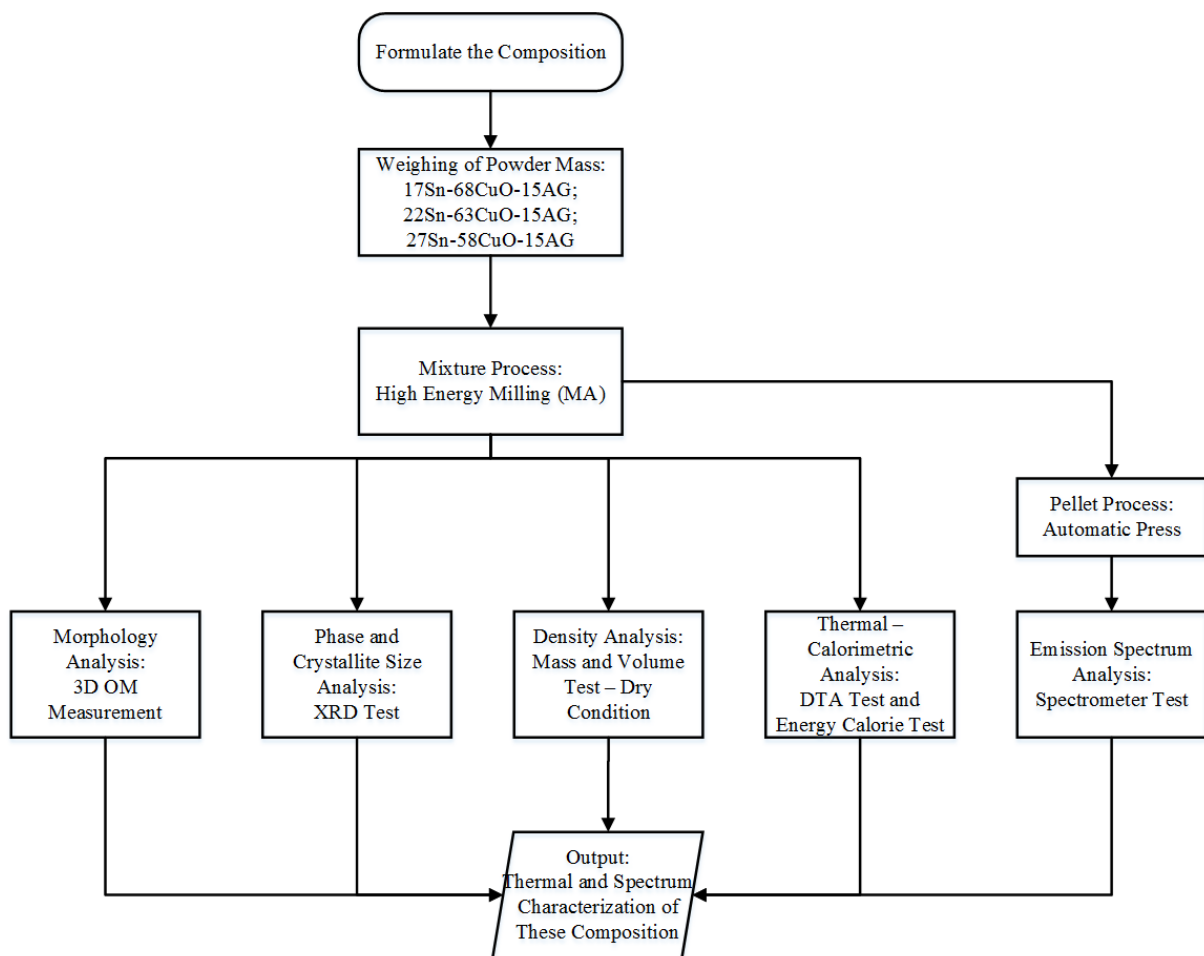 Formulate the Composition
Weighing of Powder Mass:
17Sn-68CuO-15AG;
22Sn-63CuO-15AG;
27Sn-58CuO-15AG
Mixture Process:
High Energy Milling (MA)
Pellet Process:
Automatic Press
Morphology
Analysis:
3D OM
Measurement
Phase and
Crystallite Size
Analysis:
XRD Test
Density Analysis:
Mass and Volume
Test – Dry
Condition
Thermal –
Calorimetric
Analysis:
DTA Test and
Energy Calorie Test
Emission Spectrum
Analysis:
Spectrometer Test
Output:
Thermal and Spectrum
Characterization of
These Composition